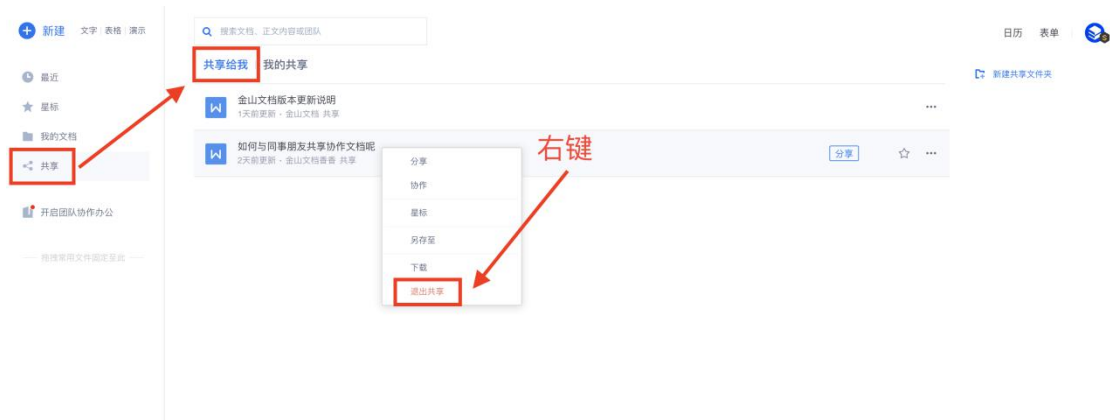 新建 文字 表格 演示
搜索文档、正文内容或团队
日历 表单
共享给我 我的共享
新建共享文件夹
最近
星标
我的文档
共享
开启团队协作办公
拖拽常用文件固定至此
金山文档版本更新说明
1天前更新 · 金山文档 共享
如何与同事朋友共享协作文档呢
2天前更新 · 金山文档香香 共享
分享
右键
分享
协作
星标
另存至
下载
退出共享